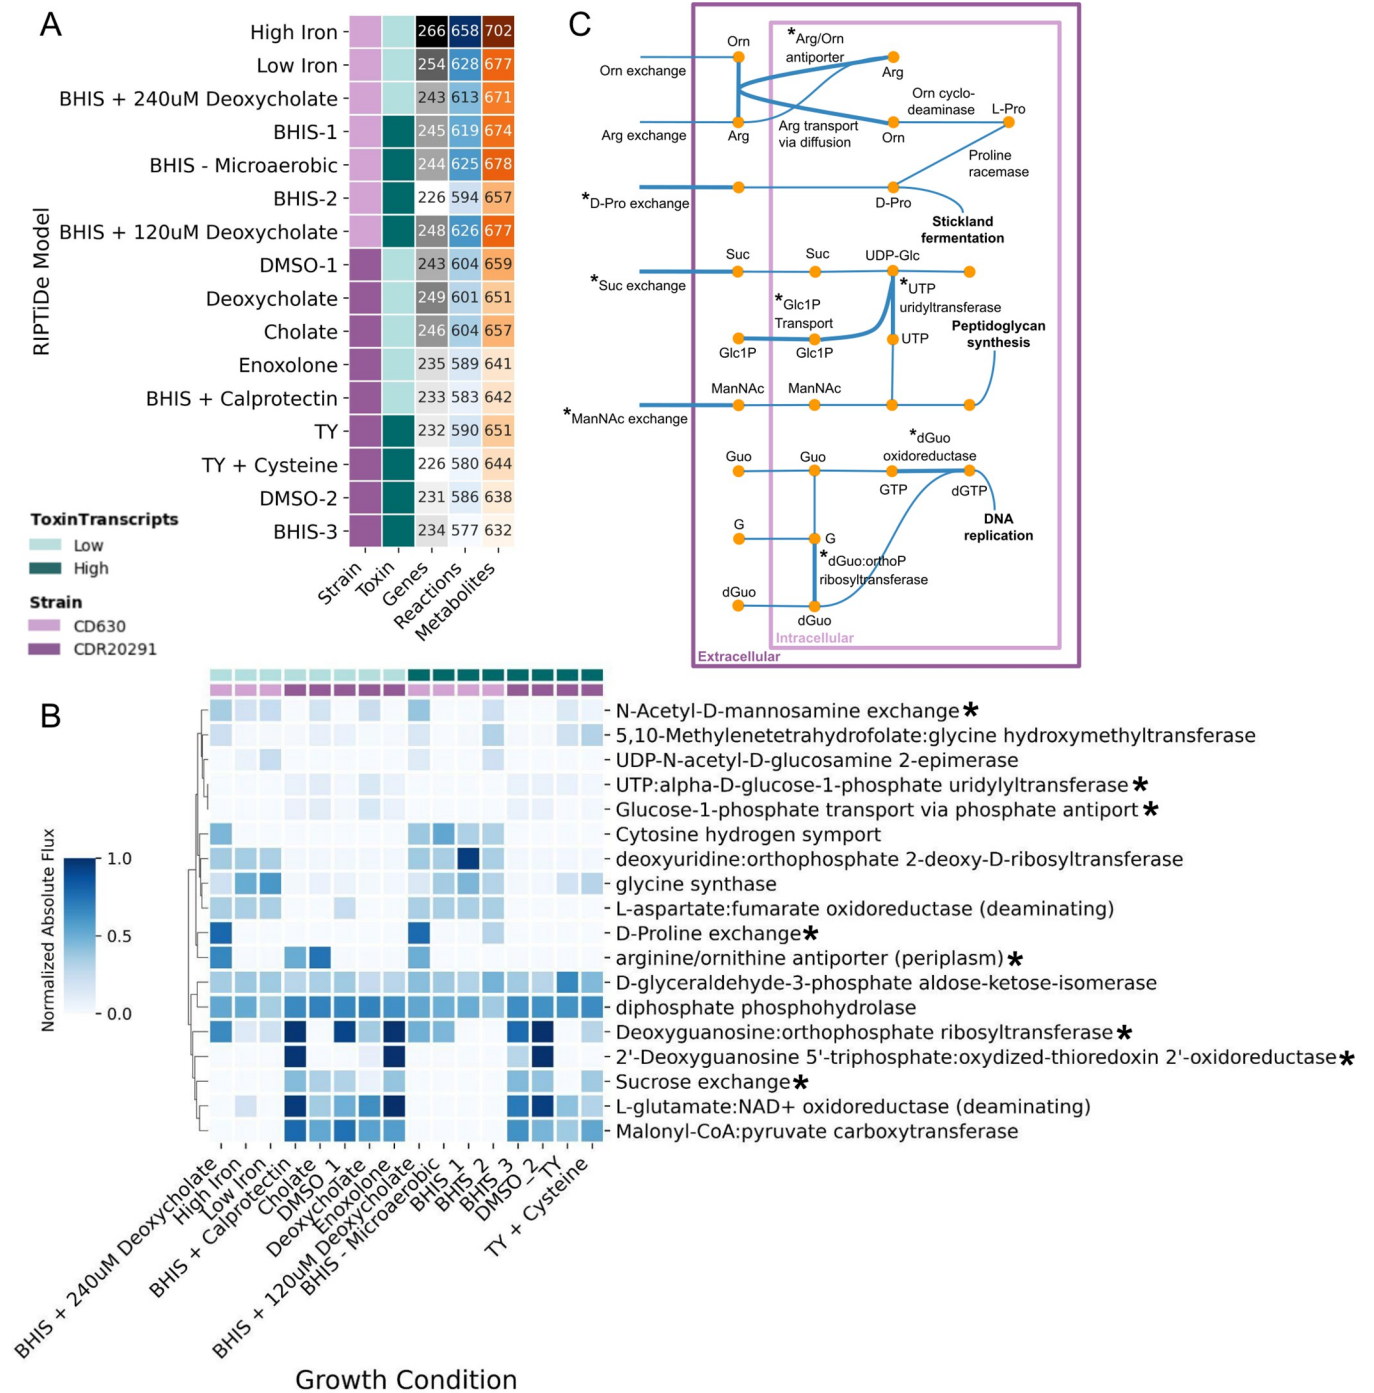 A
RIPTiDe Model
High Iron 266 658 702
Low Iron 254 628 677
BHIS + 240uM Deoxycholate 243 613 671
BHIS-1 245 619 674
BHIS - Microaerobic 244 625 678
BHIS-2 226 594 657
BHIS + 120uM Deoxycholate 248 626 677
DMSO-1 243 604 659
Deoxycholate 249 601 651
Cholate 246 604 657
Enoxolone 235 589 641
BHIS + Calprotectin 233 583 642
TY 232 590 651
TY + Cysteine 226 580 644
DMSO-2 231 586 638
BHIS-3 234 577 632
Strain
Toxin
Genes
Reactions
Metabolites
ToxinTranscripts
Low
High
Strain
CD630
CDR20291
C
Orn
*Arg/Orn
antiporter
Orn exchange
Arg
Orn cyclo-
deaminase
L-Pro
Arg exchange
Arg
Arg transport
via diffusion
Orn
Proline
racemase
*D-Pro exchange
D-Pro
Stickland
fermentation
Suc
Suc
UDP-Glc
*Suc exchange
*UTP
uridyltransferase
*Glc1P
Transport
Peptidoglycan
synthesis
Glc1P
Glc1P
UTP
ManNAc
ManNAc
*ManNAc exchange
*dGuo
oxidoreductase
Guo
Guo
GTP
dGTP
DNA
replication
G
G
*dGuo:orthoP
ribosyltransferase
dGuo
dGuo
Intracellular
Extracellular
B
Normalized Absolute Flux
1.0
0.5
0.0
N-Acetyl-D-mannosamine exchange*
5,10-Methylenetetrahydrofolate:glycine hydroxymethyltransferase
UDP-N-acetyl-D-glucosamine 2-epimerase
UTP:alpha-D-glucose-1-phosphate uridylyltransferase*
Glucose-1-phosphate transport via phosphate antiport*
Cytosine hydrogen symport
deoxyuridine:orthophosphate 2-deoxy-D-ribosyltransferase
glycine synthase
L-aspartate:fumarate oxidoreductase (deaminating)
D-Proline exchange*
arginine/ornithine antiporter (periplasm)*
D-glyceraldehyde-3-phosphate aldose-ketose-isomerase
diphosphate phosphohydrolase
Deoxyguanosine:orthophosphate ribosyltransferase*
2'-Deoxyguanosine 5'-triphosphate:oxydized-thioredoxin 2'-oxidoreductase*
Sucrose exchange*
L-glutamate:NAD+ oxidoreductase (deaminating)
Malonyl-CoA:pyruvate carboxytransferase
BHIS + 240uM Deoxycholate
High Iron
Low Iron
BHIS + Calprotectin
Cholate
DMSO_1
Deoxycholate
Enoxolone
BHIS + 120uM Deoxycholate
BHIS - Microaerobic
BHIS_1
BHIS_2
BHIS_3
DMSO_2
TY
TY + Cysteine
Growth Condition